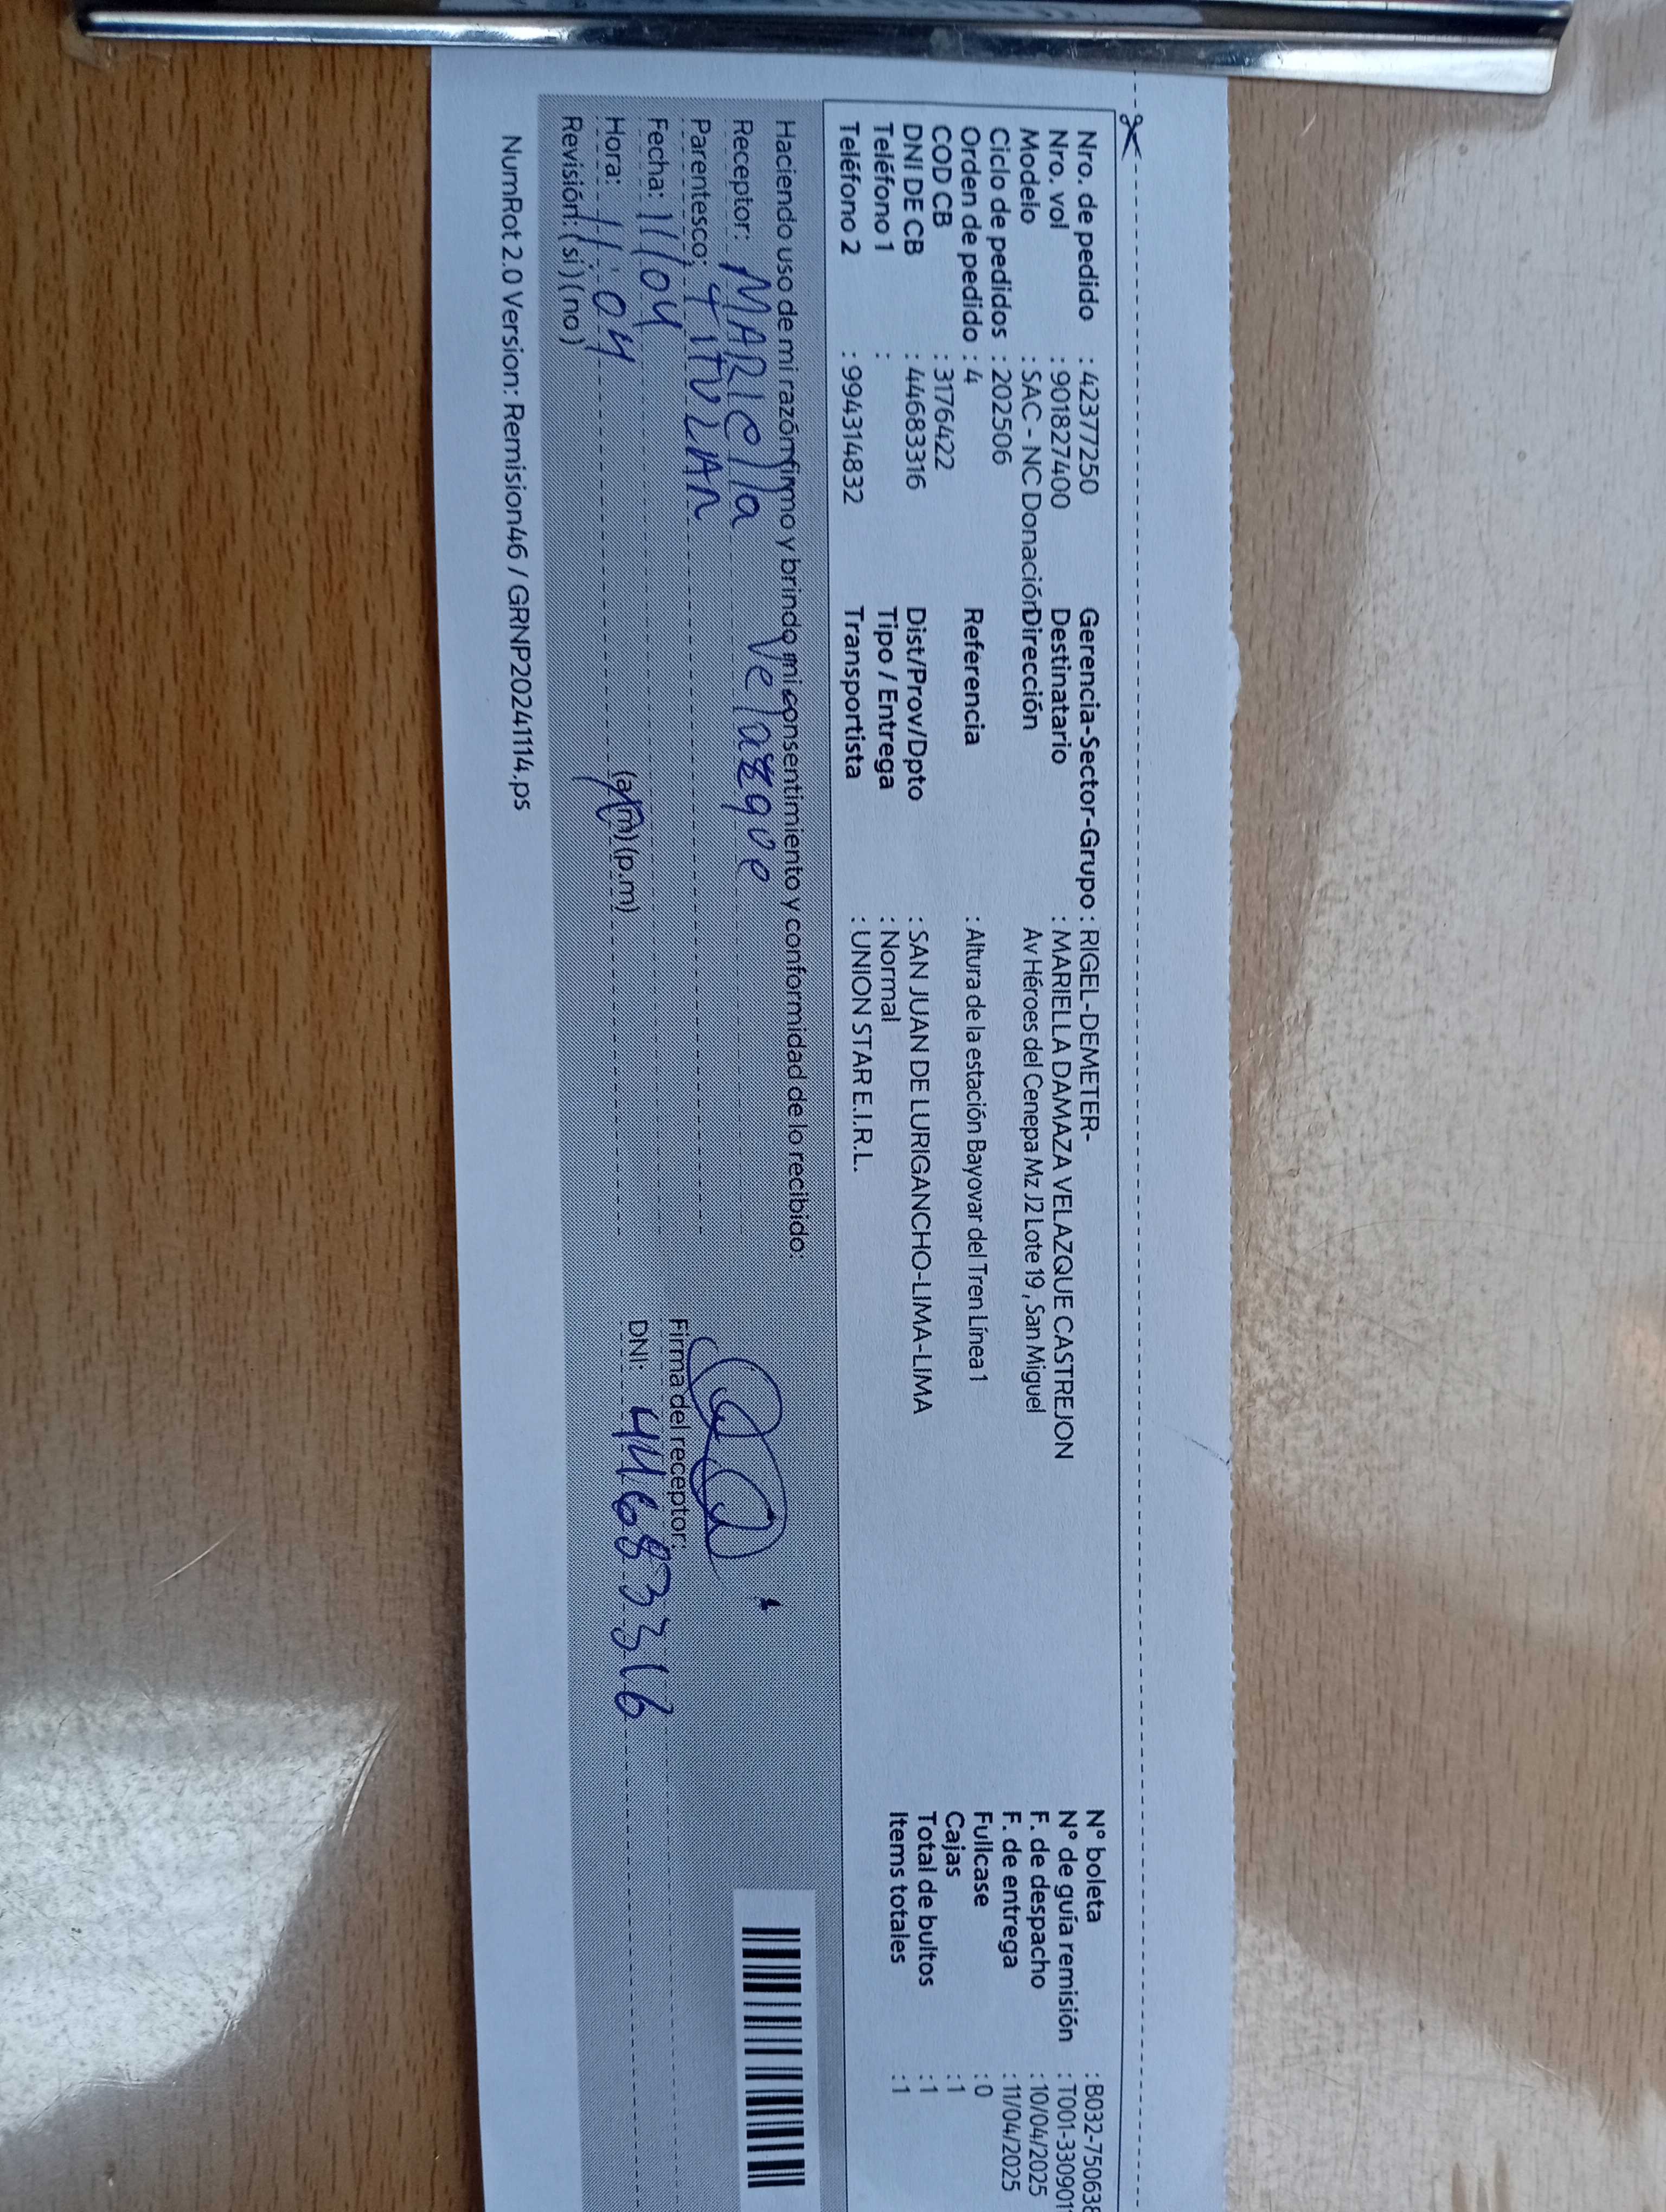 Nro. de pedido : 42377250 Gerencia-Sector-Grupo : RIGEL-DEMETER- N° boleta : B032-750638
Nro. vol : 901827400 Destinatario : MARIELLA DAMAZA VELAZQUE CASTREJON N° de guía remisión : T001-330901
Modelo : SAC - NC Donación Dirección Av Héroes del Cenepa Mz J2 Lote 19 , San Miguel F. de despacho : 10/04/2025
Ciclo de pedidos : 202506 F. de entrega : 11/04/2025
Orden de pedido : 4 Referencia : Altura de la estación Bayovar del Tren Línea 1 Fullcase : 0
COD CB : 3176422 Cajas : 1
DNI DE CB : 44683316 Dist/Prov/Dpto : SAN JUAN DE LURIGANCHO-LIMA-LIMA Total de bultos : 1
Teléfono 1 : Tipo / Entrega : Normal Items totales : 1
Teléfono 2 : 994314832 Transportista : UNION STAR E.I.R.L.
Haciendo uso de mi razón firmo y brindo mi consentimiento y conformidad de lo recibido:
Receptor: MARIElla Velazque
Parentesco: TITULAR
Fecha: 11/04 Firma del receptor:
Hora: 11:04 (a.m) (p.m) DNI: 44683316
Revisión: (si) (no)
NumRot 2.0 Version: Remision46 / GRNP20241114.ps